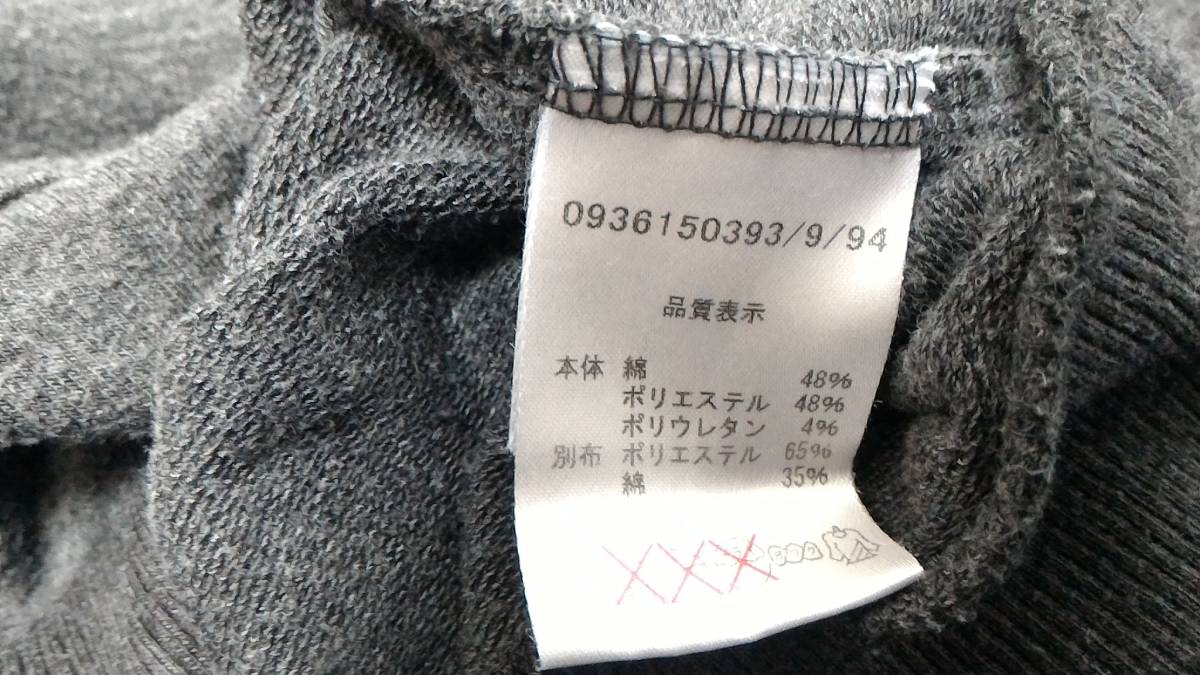 0936150393/9/94
品質表示
本体 綿 48%
ポリエステル 48%
ポリウレタン 4%
別布 ポリエステル 65%
綿 35%